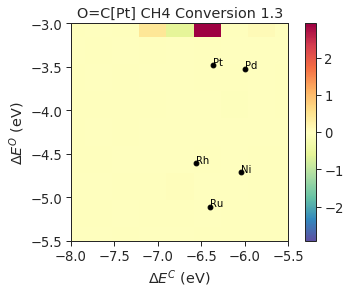 O=C[Pt] CH4 Conversion 1.3
−3.0
−3.5
−4.0
−4.5
−5.0
−5.5
ΔE^O (eV)
Pt
Pd
Rh
Ni
Ru
−8.0 −7.5 −7.0 −6.5 −6.0 −5.5
ΔE^C (eV)
2
1
0
−1
−2